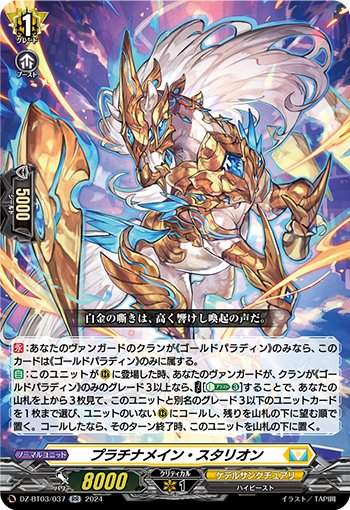 1
グレード
ブースト
5000
シールド
白金の嘶きは、高く響けし喚起の声だ。
永:あなたのヴァンガードのクランが《ゴールドパラディン》のみなら、この
カードは《ゴールドパラディン》のみに属する。
自:このユニットが Ⓡ に登場した時、あなたのヴァンガードが、クランが《ゴ
ールドパラディン》のみのグレード3以上なら、[ 3]することで、あなたの
山札を上から3枚見て、このユニットと別名のグレード3以下のユニットカード
を1枚まで選び、ユニットのいない Ⓡ にコールし、残りを山札の下に望む順で置
く。コールしたなら、そのターン終了時、このユニットを山札の下に置く。
ノーマルユニット
プラチナメイン・スタリオン
パワー
8000
クリティカル
1
ケテルサンクチュアリ
ハイビースト
DZ-BT03/037 RR 2024
イラスト/TAPI岡